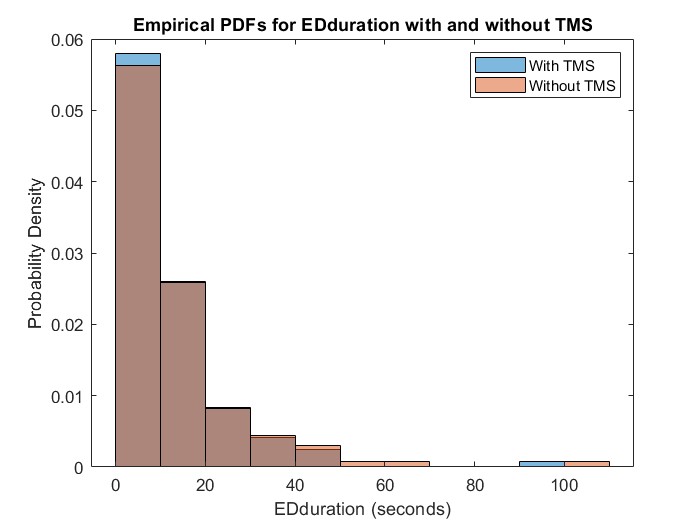 Empirical PDFs for EDduration with and without TMS
With TMS
Without TMS
Probability Density
0.06
0.05
0.04
0.03
0.02
0.01
0
0 20 40 60 80 100
EDduration (seconds)